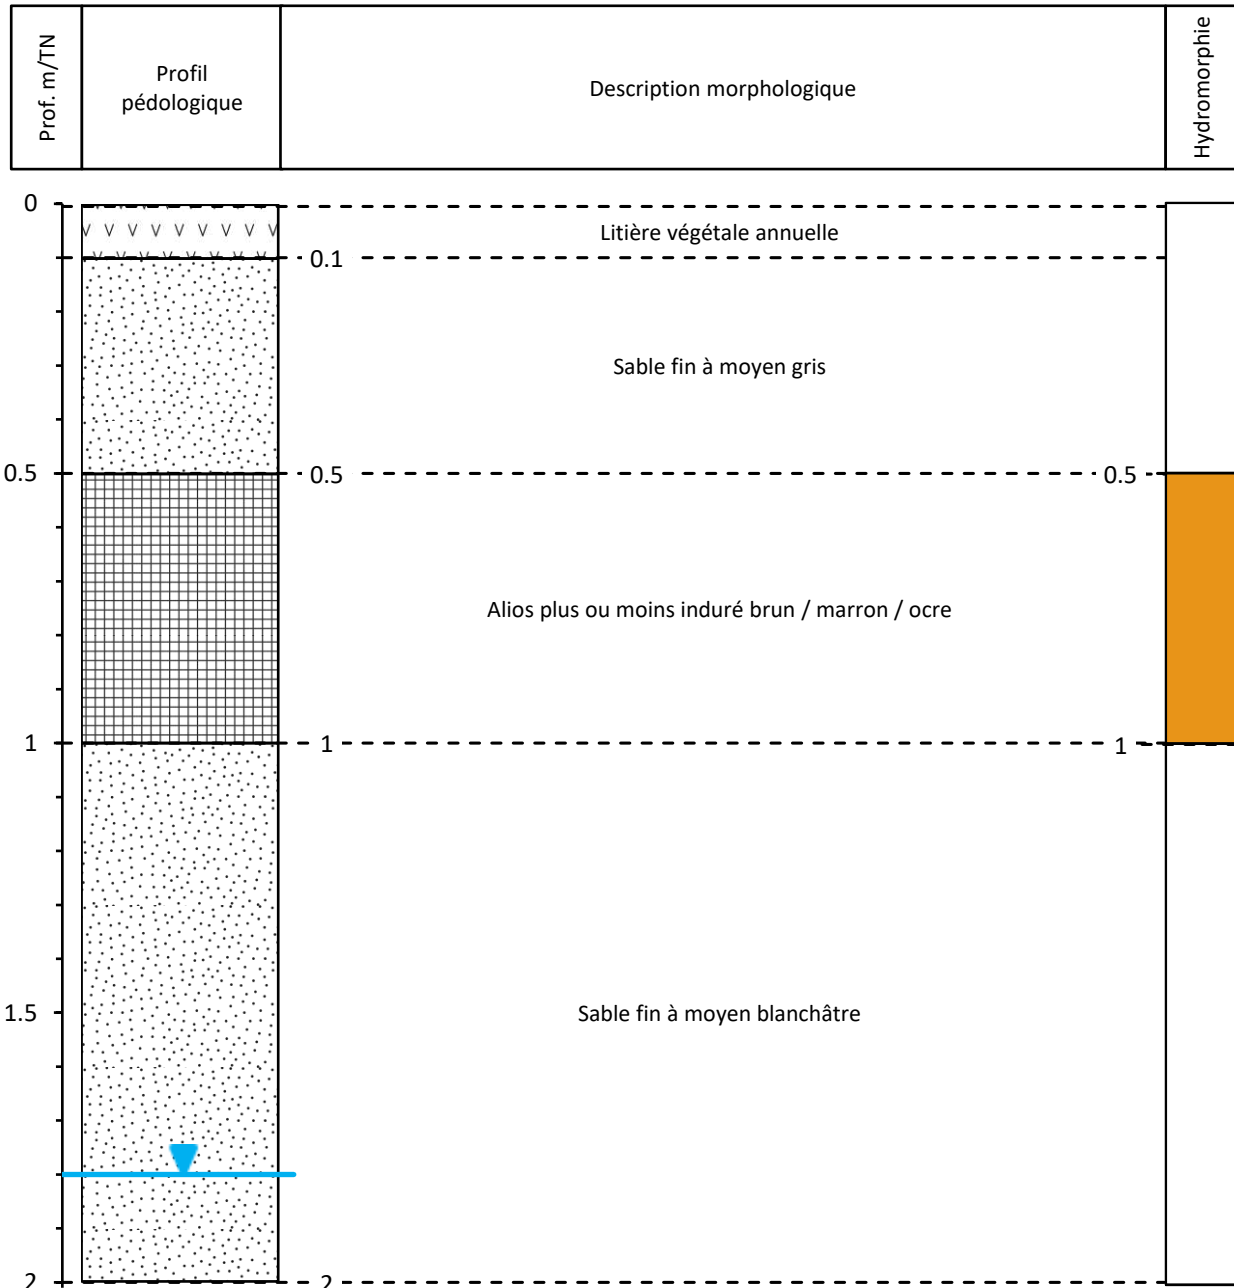 Prof. m/TN
Profil
pédologique
Description morphologique
Hydromorphie
0
Litière végétale annuelle
0.1
Sable fin à moyen gris
0.5
0.5
0.5
Alios plus ou moins induré brun / marron / ocre
1
1
1
1.5
Sable fin à moyen blanchâtre
2
2